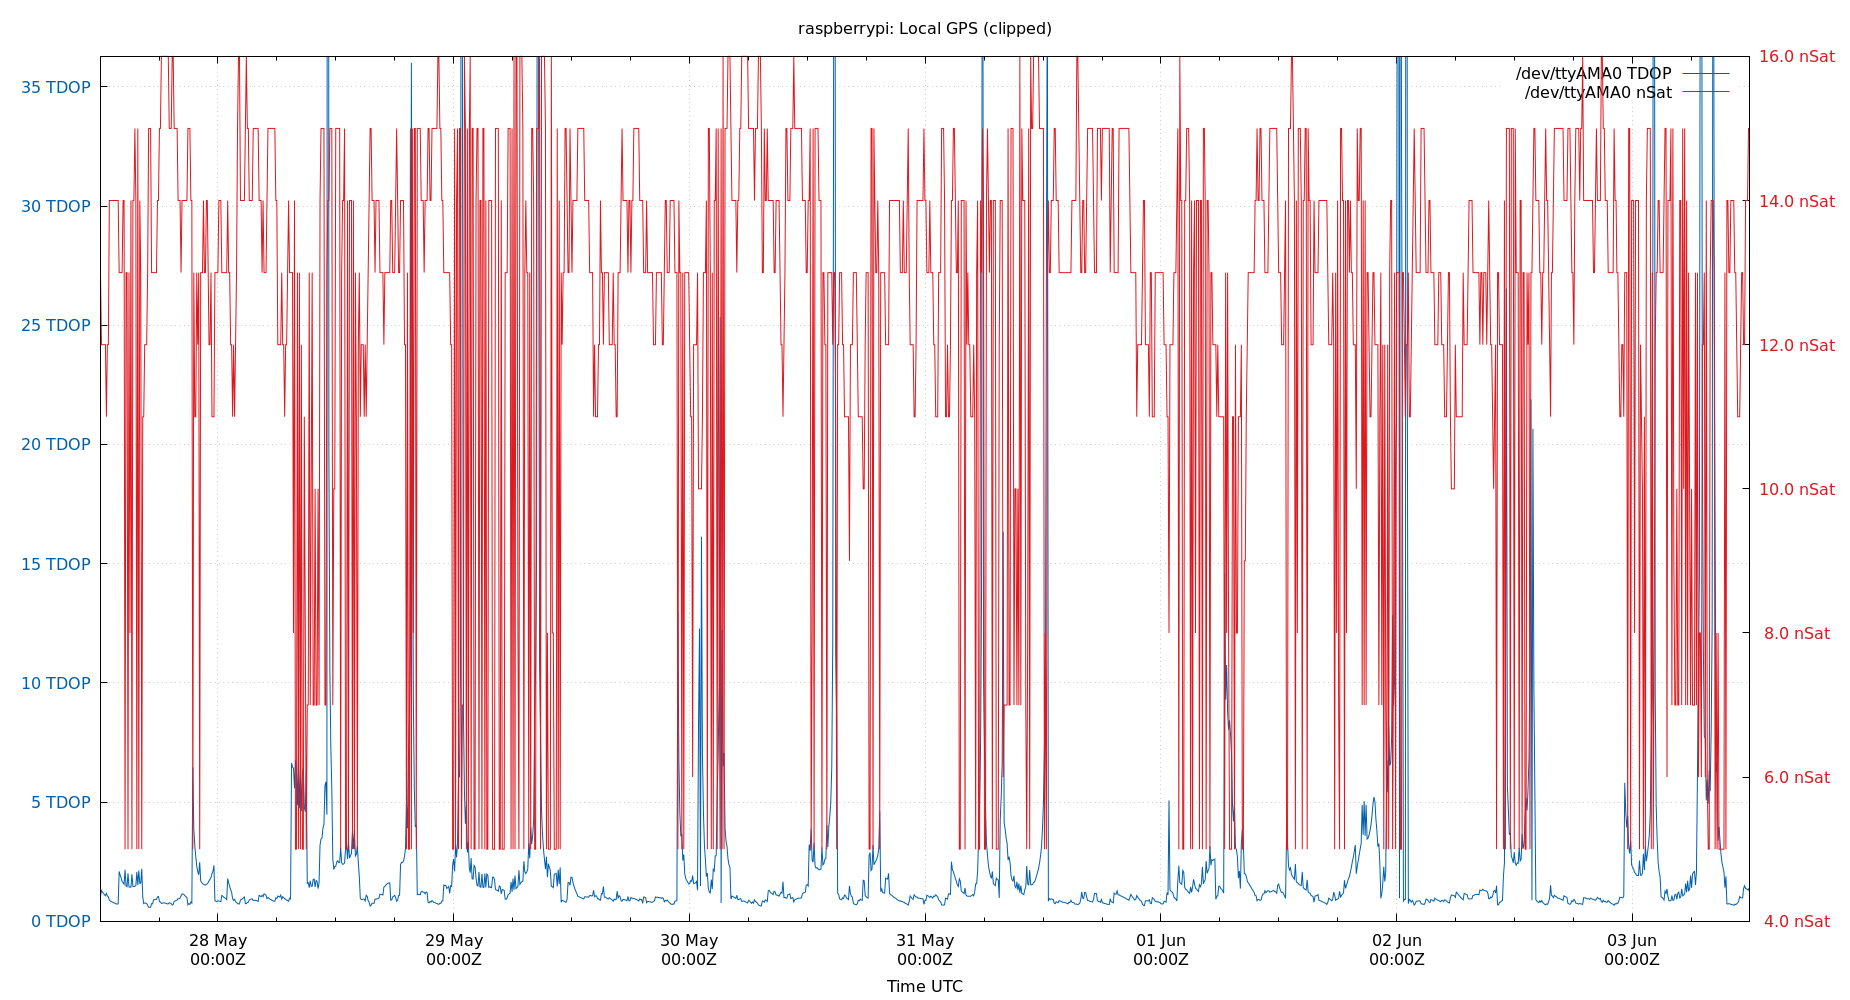 raspberrypi: Local GPS (clipped)
/dev/ttyAMA0 TDOP
/dev/ttyAMA0 nSat
35 TDOP
30 TDOP
25 TDOP
20 TDOP
15 TDOP
10 TDOP
5 TDOP
0 TDOP
16.0 nSat
14.0 nSat
12.0 nSat
10.0 nSat
8.0 nSat
6.0 nSat
4.0 nSat
28 May
00:00Z
29 May
00:00Z
30 May
00:00Z
31 May
00:00Z
01 Jun
00:00Z
02 Jun
00:00Z
03 Jun
00:00Z
Time UTC